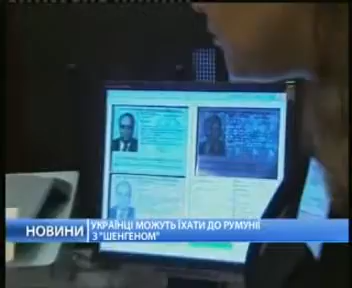 НОВИНИ
УКРАЇНЦІ МОЖУТЬ ЇХАТИ ДО РУМУНІЇ
З "ШЕНГЕНОМ"